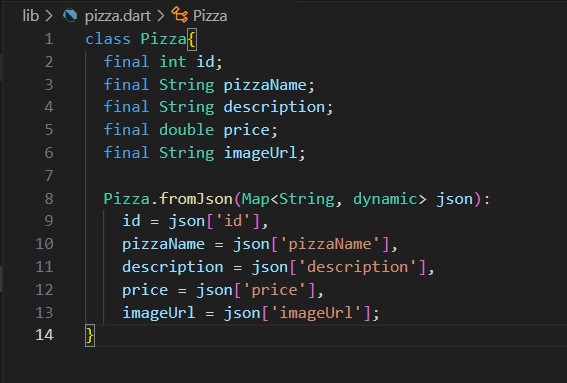 lib > pizza.dart > Pizza
1 class Pizza{
2 final int id;
3 final String pizzaName;
4 final String description;
5 final double price;
6 final String imageUrl;
7
8 Pizza.fromJson(Map<String, dynamic> json):
9 id = json['id'],
10 pizzaName = json['pizzaName'],
11 description = json['description'],
12 price = json['price'],
13 imageUrl = json['imageUrl'];
14 }